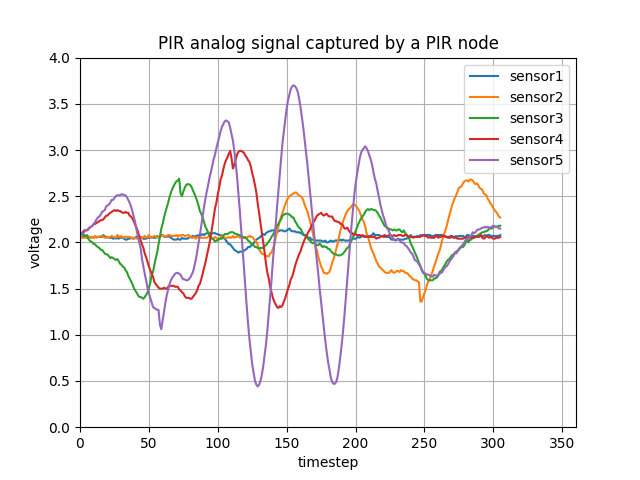 PIR analog signal captured by a PIR node
sensor1
sensor2
sensor3
sensor4
sensor5
voltage
4.0
3.5
3.0
2.5
2.0
1.5
1.0
0.5
0.0
0 50 100 150 200 250 300 350
timestep